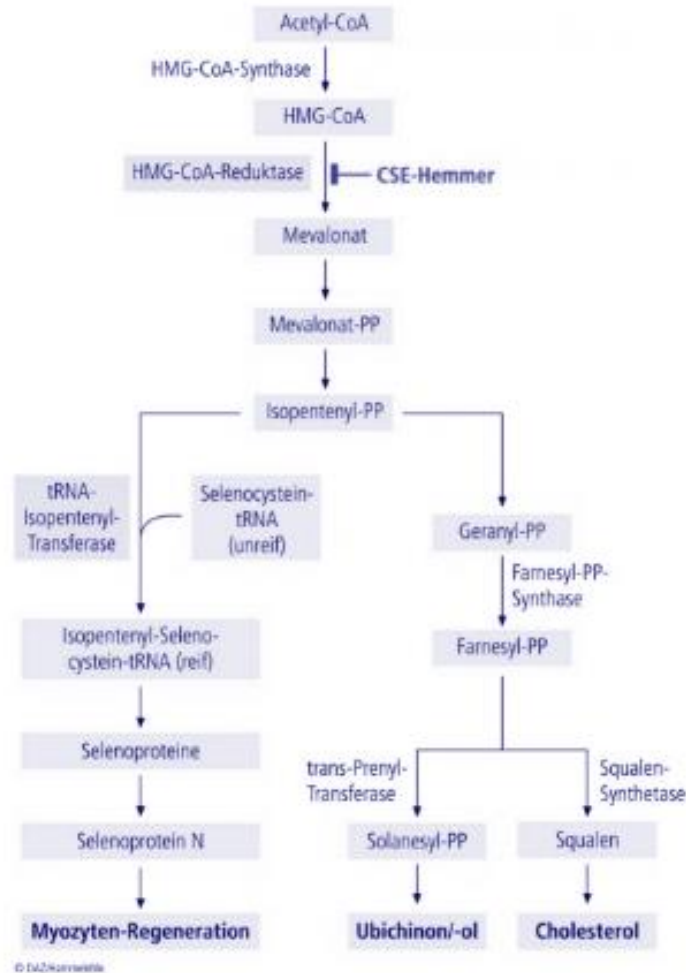 Acetyl-CoA
HMG-CoA-Synthase
HMG-CoA
HMG-CoA-Reduktase
CSE-Hemmer
Mevalonat
Mevalonat-PP
Isopentenyl-PP
tRNA-
Isopentenyl-
Transferase
Selenocystein-
tRNA
(unreif)
Geranyl-PP
Farnesyl-PP-
Synthase
Isopentenyl-Seleno-
cystein-tRNA (reif)
Farnesyl-PP
Selenoproteine
trans-Prenyl-
Transferase
Squalen-
Synthetase
Selenoprotein N
Solanesyl-PP
Squalen
Myozyten-Regeneration
Ubichinon/-ol
Cholesterol
© DAZ/